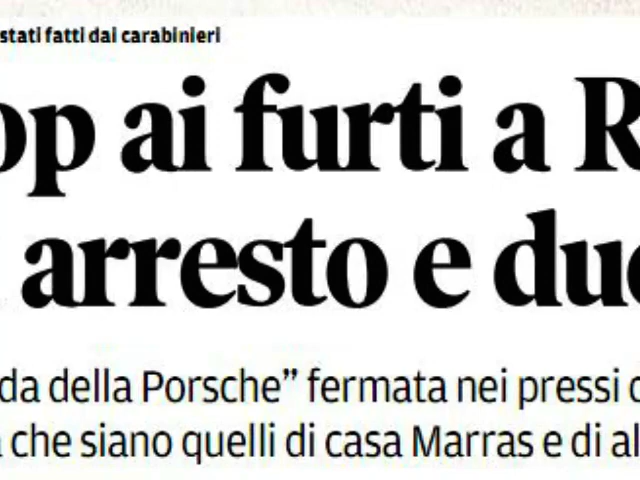 stati fatti dai carabinieri
op ai furti a R
arresto e due
da della Porsche” fermata nei pressi
che siano quelli di casa Marras e di al